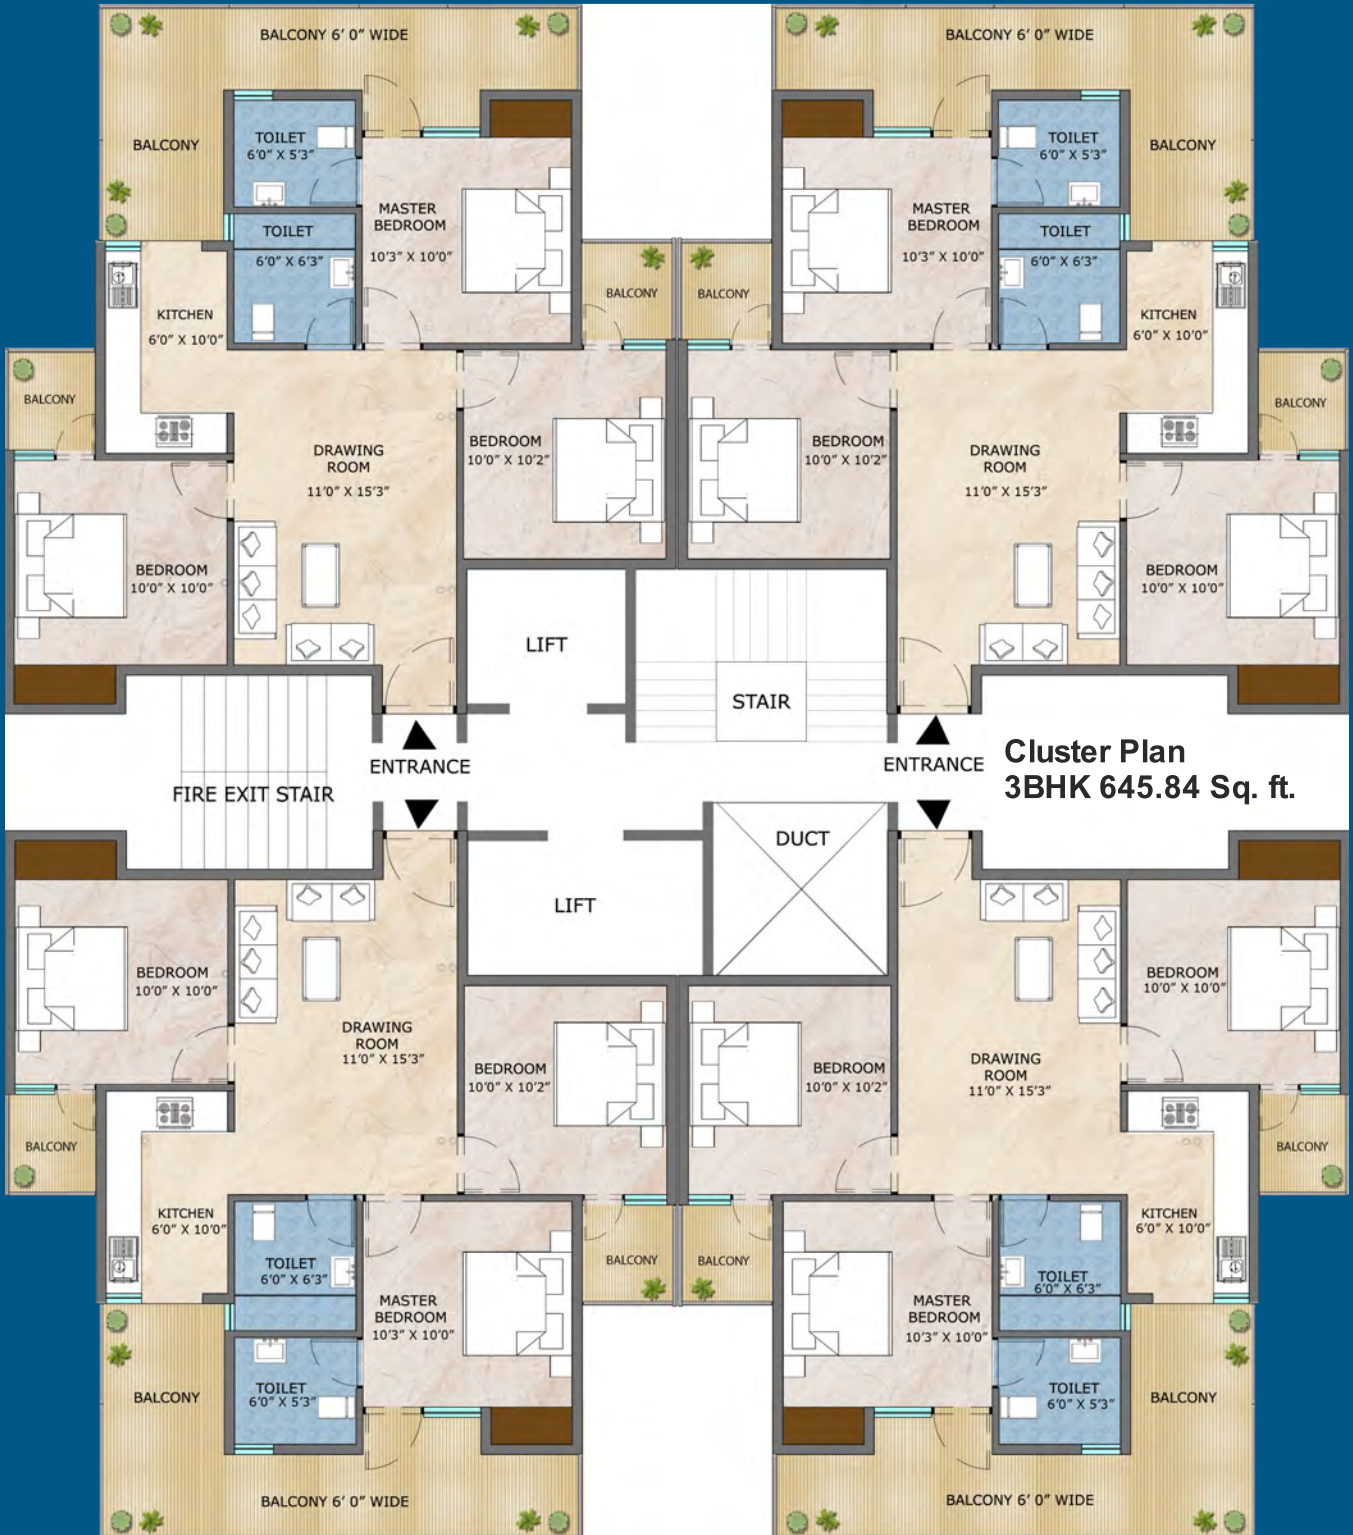 BALCONY 6' 0" WIDE
BALCONY 6' 0" WIDE
BALCONY
TOILET
6'0" X 5'3"
TOILET
6'0" X 5'3"
BALCONY
MASTER
BEDROOM
10'3" X 10'0"
MASTER
BEDROOM
10'3" X 10'0"
TOILET
6'0" X 6'3"
TOILET
6'0" X 6'3"
BALCONY
BALCONY
KITCHEN
6'0" X 10'0"
KITCHEN
6'0" X 10'0"
BALCONY
BALCONY
DRAWING
ROOM
11'0" X 15'3"
BEDROOM
10'0" X 10'2"
BEDROOM
10'0" X 10'2"
DRAWING
ROOM
11'0" X 15'3"
BEDROOM
10'0" X 10'0"
BEDROOM
10'0" X 10'0"
LIFT
STAIR
ENTRANCE
ENTRANCE
Cluster Plan
3BHK 645.84 Sq. ft.
FIRE EXIT STAIR
DUCT
LIFT
BEDROOM
10'0" X 10'0"
BEDROOM
10'0" X 10'0"
DRAWING
ROOM
11'0" X 15'3"
BEDROOM
10'0" X 10'2"
BEDROOM
10'0" X 10'2"
DRAWING
ROOM
11'0" X 15'3"
BALCONY
BALCONY
KITCHEN
6'0" X 10'0"
KITCHEN
6'0" X 10'0"
TOILET
6'0" X 6'3"
BALCONY
BALCONY
TOILET
6'0" X 6'3"
MASTER
BEDROOM
10'3" X 10'0"
MASTER
BEDROOM
10'3" X 10'0"
BALCONY
TOILET
6'0" X 5'3"
TOILET
6'0" X 5'3"
BALCONY
BALCONY 6' 0" WIDE
BALCONY 6' 0" WIDE